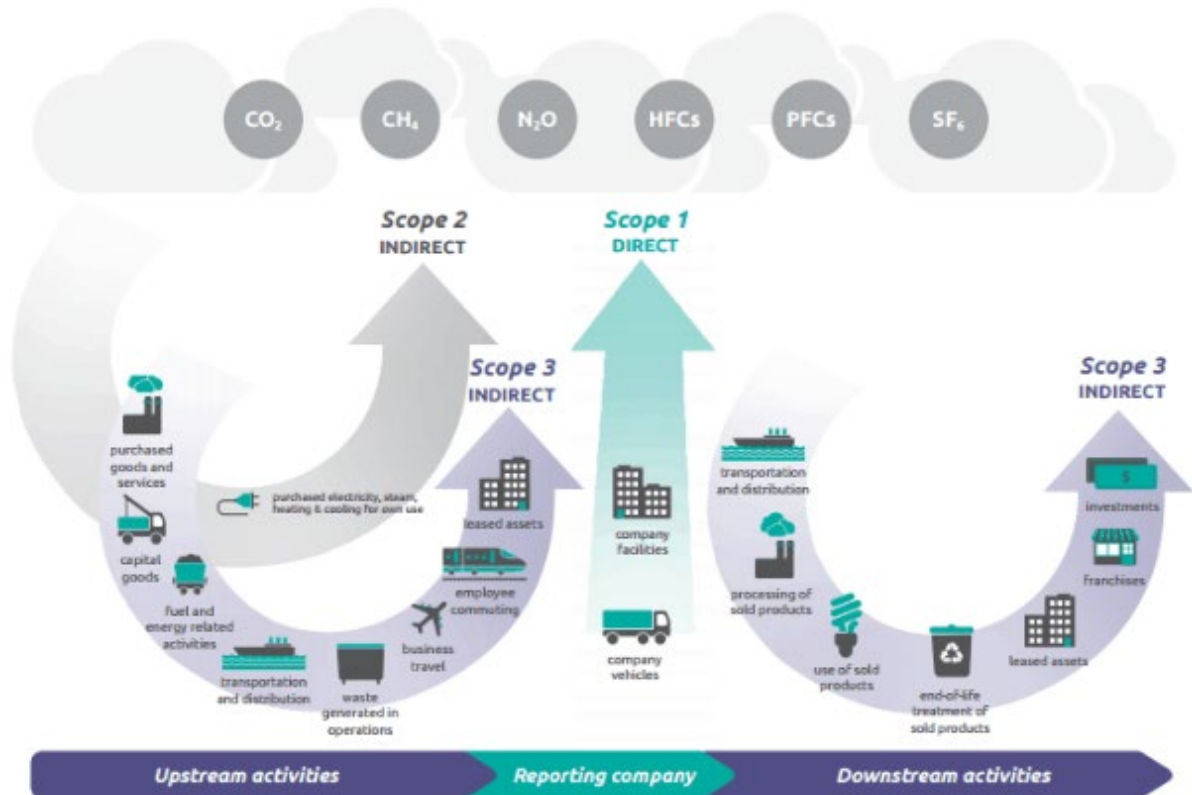 CO₂
CH₄
N₂O
HFCs
PFCs
SF₆
Scope 2
INDIRECT
Scope 1
DIRECT
Scope 3
INDIRECT
Scope 3
INDIRECT
purchased
goods and
services
capital
goods
fuel and
energy related
activities
transportation
and distribution
waste
generated in
operations
business
travel
employee
commuting
leased assets
purchased electricity, steam,
heating & cooling for own use
company
facilities
company
vehicles
transportation
and distribution
processing of
sold products
use of sold
products
end-of-life
treatment of
sold products
leased assets
franchises
$
investments
Upstream activities
Reporting company
Downstream activities